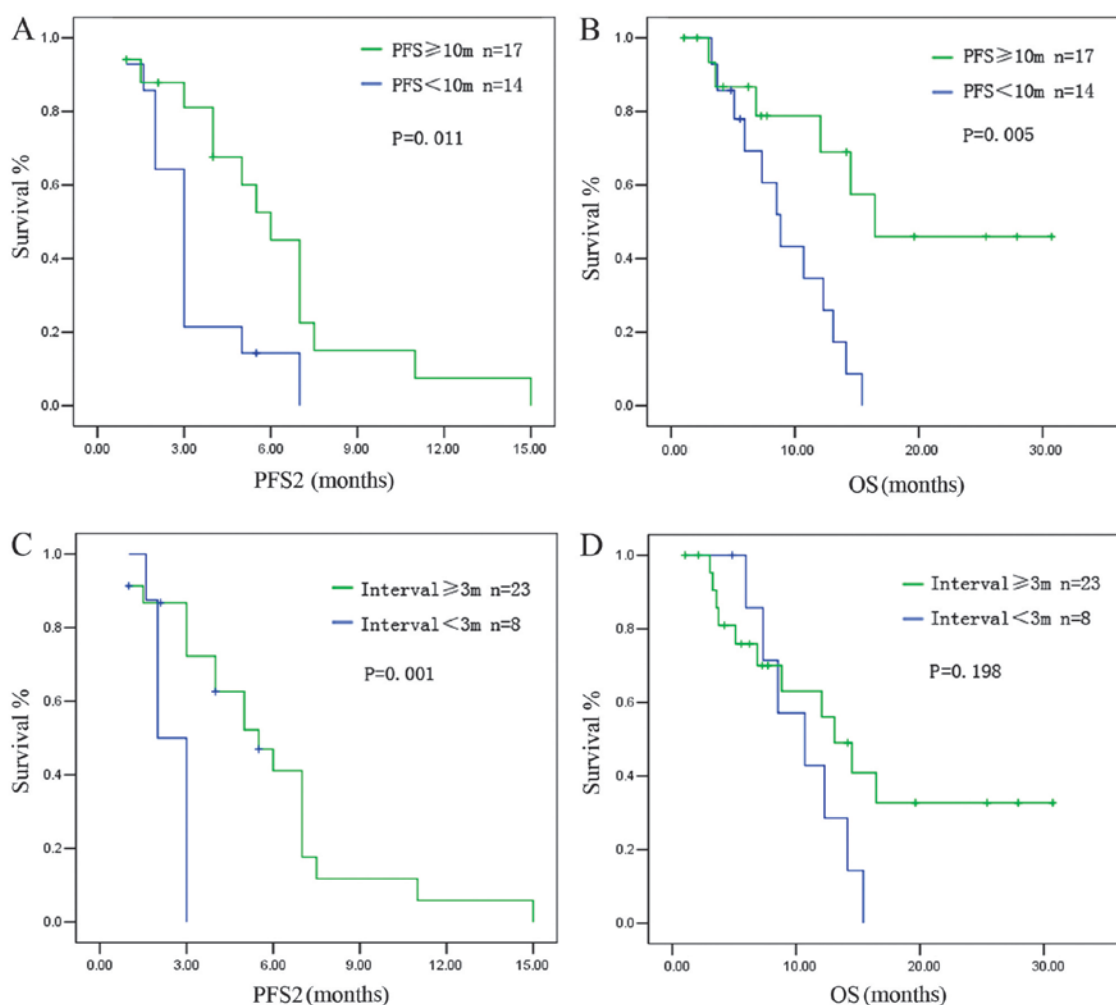 A
PFS≥10m n=17
PFS<10m n=14
P=0.011
Survival %
1.0
0.8
0.6
0.4
0.2
0.0
0.00 3.00 6.00 9.00 12.00 15.00
PFS2 (months)
B
PFS≥10m n=17
PFS<10m n=14
P=0.005
Survival %
1.0
0.8
0.6
0.4
0.2
0.0
0.00 10.00 20.00 30.00
OS (months)
C
Interval≥3m n=23
Interval<3m n=8
P=0.001
Survival %
1.0
0.8
0.6
0.4
0.2
0.0
0.00 3.00 6.00 9.00 12.00 15.00
PFS2 (months)
D
Interval≥3m n=23
Interval<3m n=8
P=0.198
Survival %
1.0
0.8
0.6
0.4
0.2
0.0
0.00 10.00 20.00 30.00
OS (months)